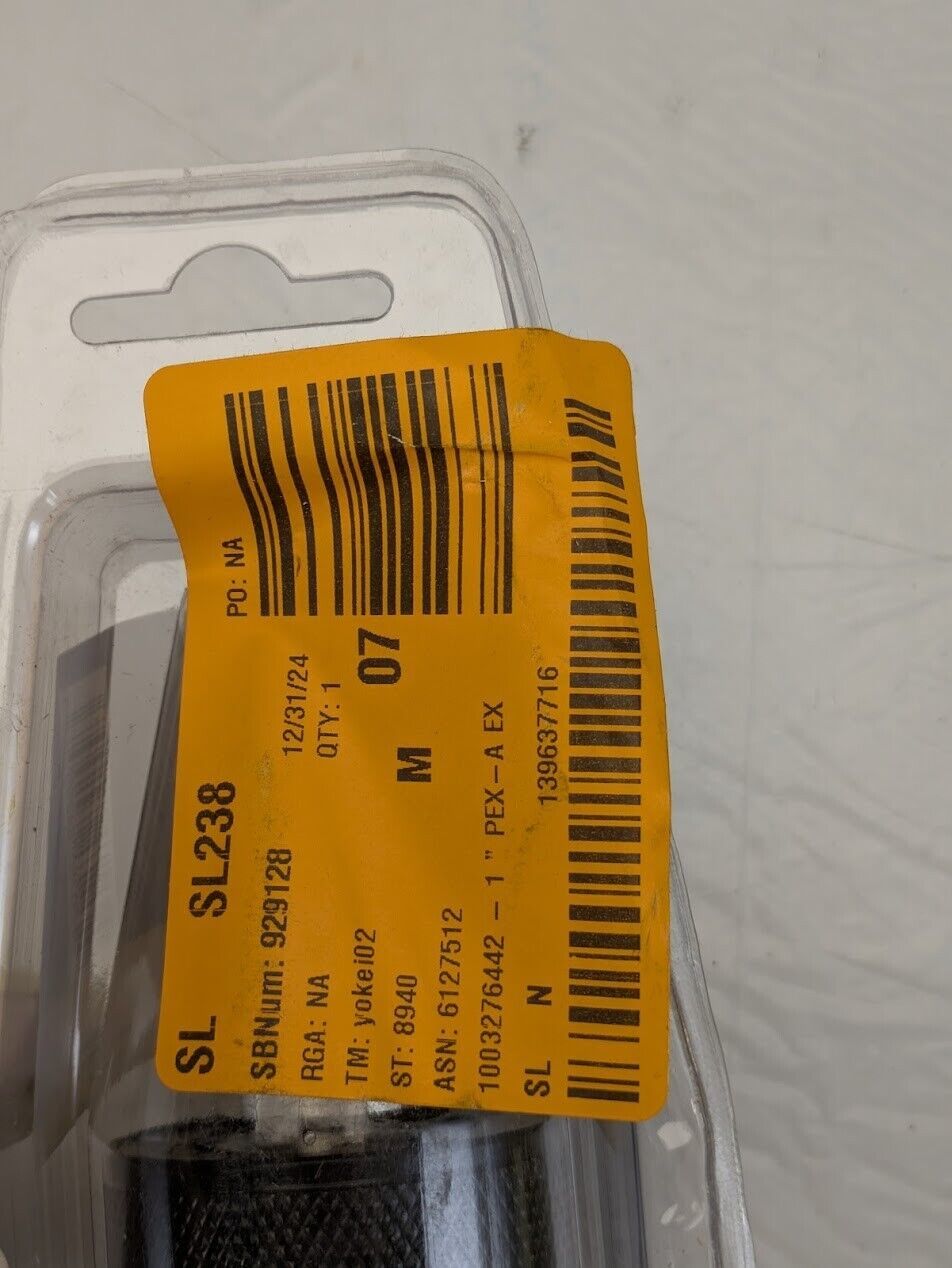 SL SL238
SBNum: 929128
PO: NA
RGA: NA
12/31/24
QTY: 1
TM: yokei02
07
ST: 8940
M
ASN: 6127512
1003276442 - 1 " PEX-A EX
SL N
139637716